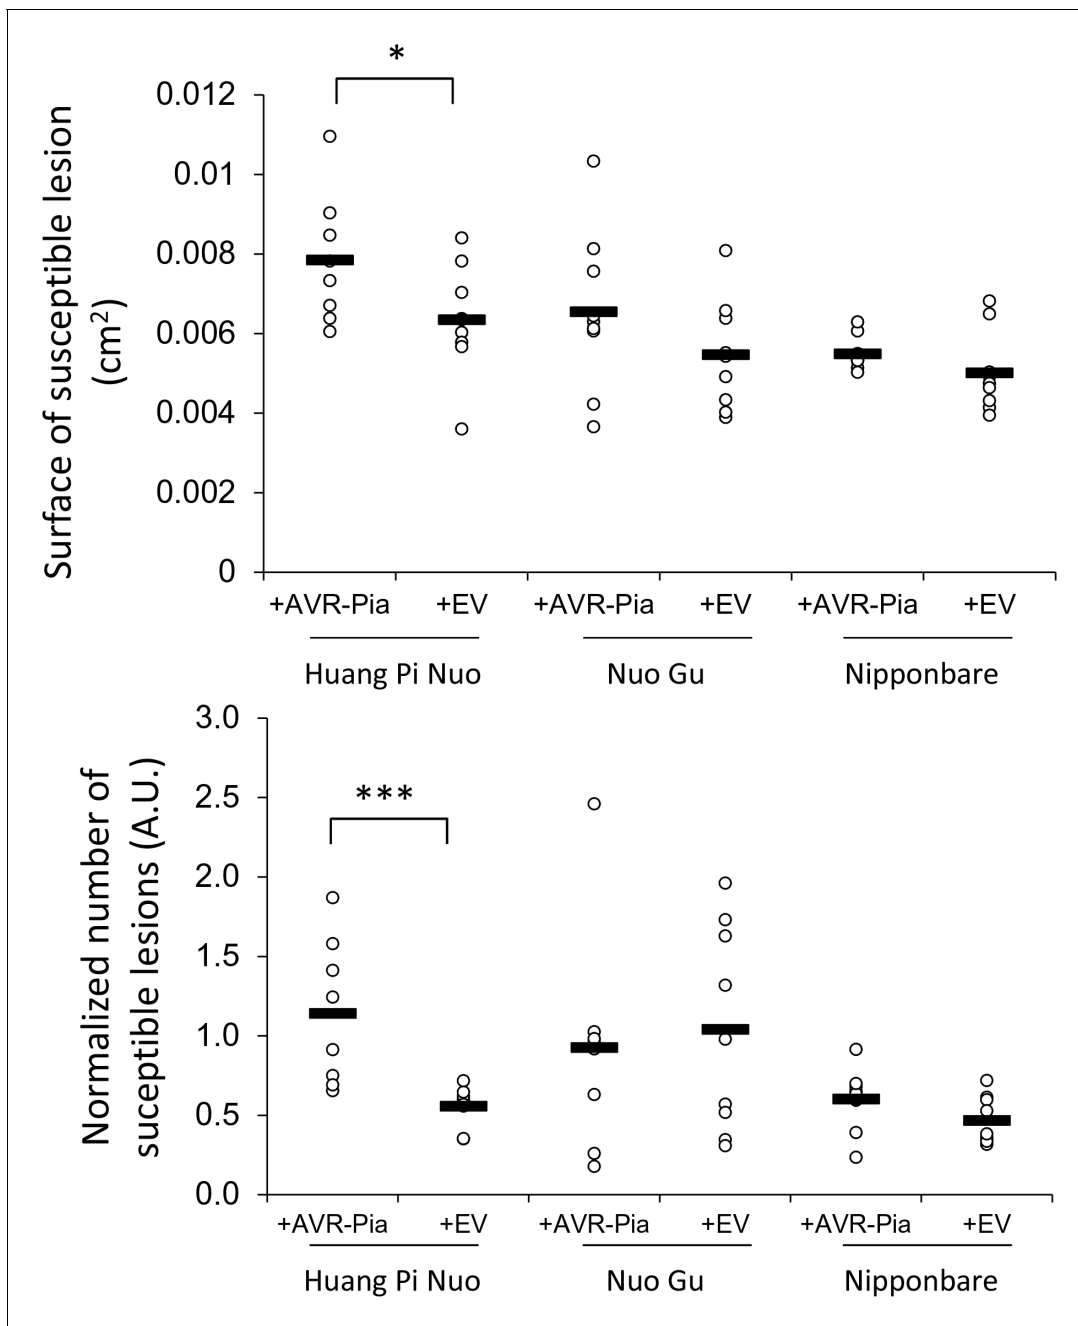 *
Surface of susceptible lesion
(cm²)
0.012
0.01
0.008
0.006
0.004
0.002
0
+AVR-Pia +EV +AVR-Pia +EV +AVR-Pia +EV
Huang Pi Nuo Nuo Gu Nipponbare
Normalized number of
suceptible lesions (A.U.)
3.0
2.5
***
2.0
1.5
1.0
0.5
0.0
+AVR-Pia +EV +AVR-Pia +EV +AVR-Pia +EV
Huang Pi Nuo Nuo Gu Nipponbare